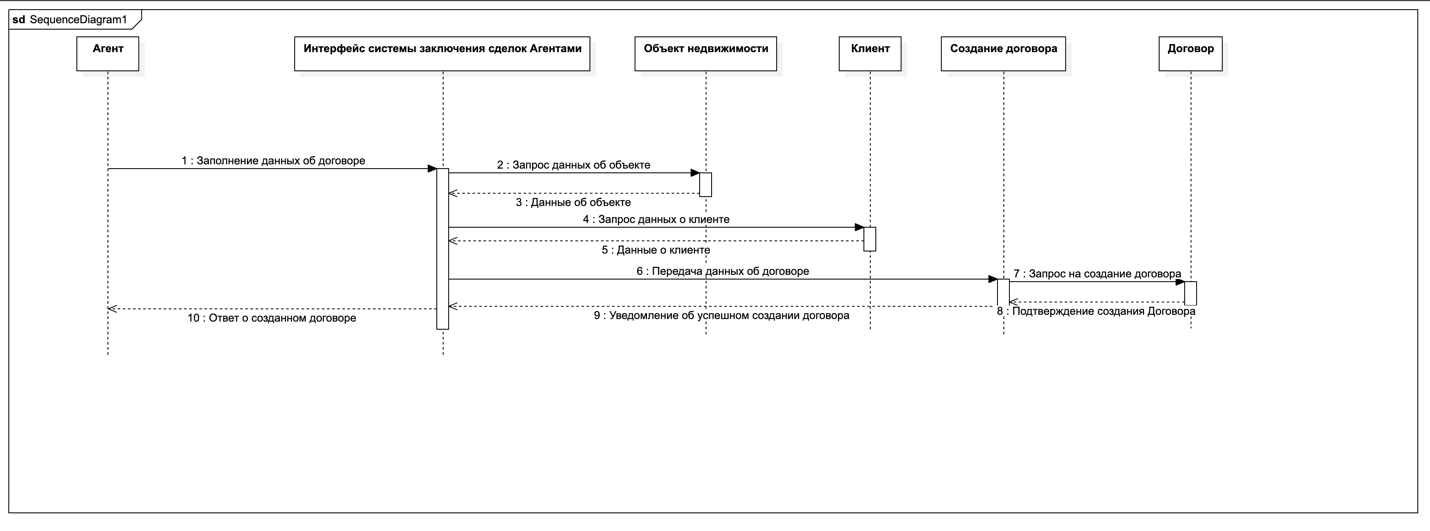 sd SequenceDiagram1
Агент
Интерфейс системы заключения сделок Агентами
Объект недвижимости
Клиент
Создание договора
Договор
1 : Заполнение данных об договоре
2 : Запрос данных об объекте
3 : Данные об объекте
4 : Запрос данных о клиенте
5 : Данные о клиенте
6 : Передача данных об договоре
7 : Запрос на создание договора
8 : Подтверждение создания Договора
9 : Уведомление об успешном создании договора
10 : Ответ о созданном договоре